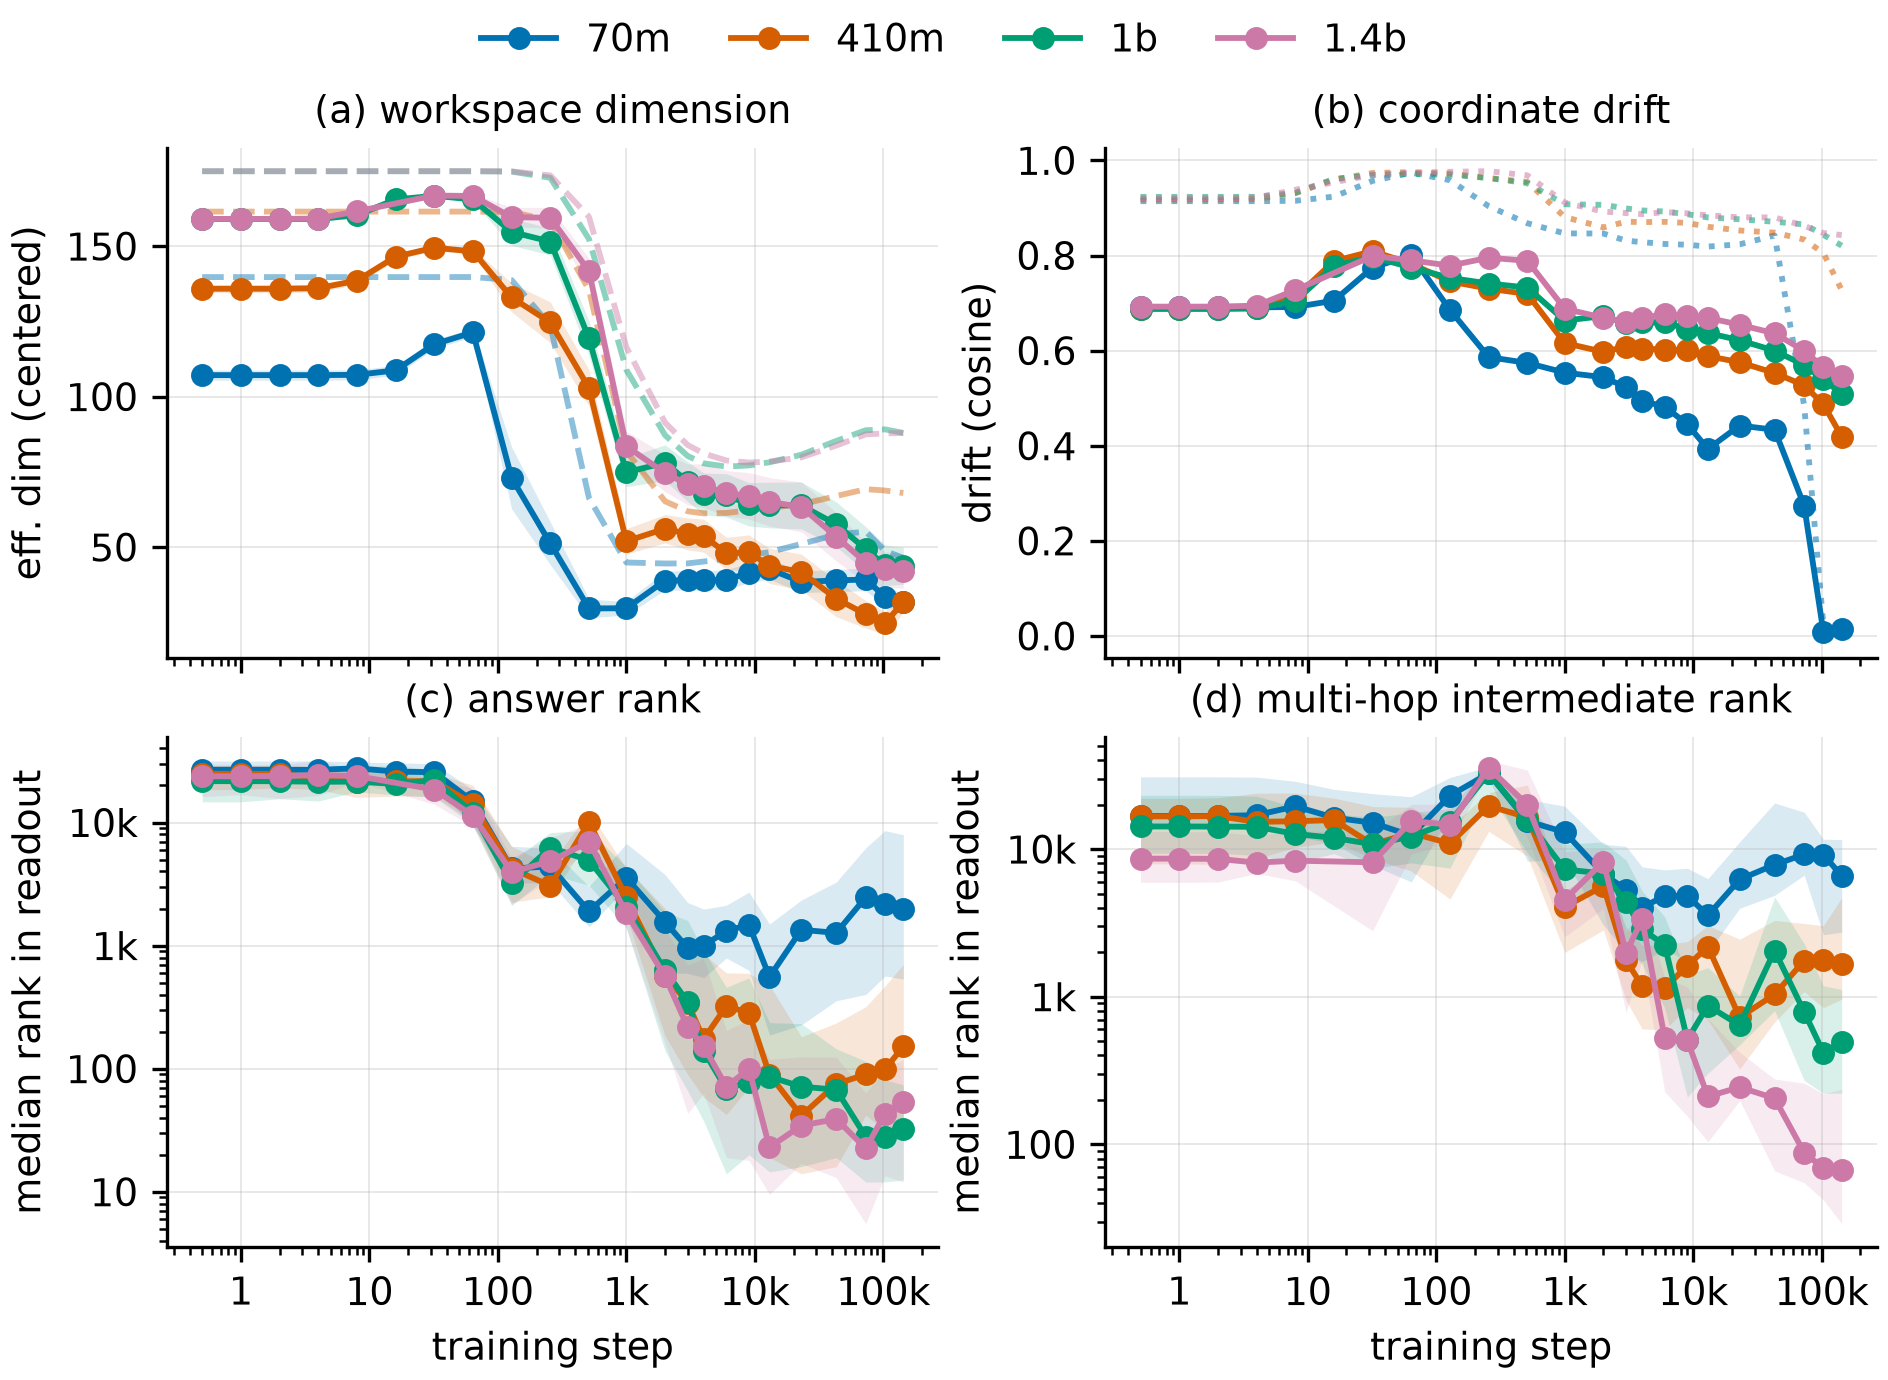 70m 410m 1b 1.4b
(a) workspace dimension
eff. dim (centered)
150
100
50
(b) coordinate drift
drift (cosine)
1.0
0.8
0.6
0.4
0.2
0.0
(c) answer rank
median rank in readout
10k
1k
100
10
1 10 100 1k 10k 100k
training step
(d) multi-hop intermediate rank
median rank in readout
10k
1k
100
1 10 100 1k 10k 100k
training step